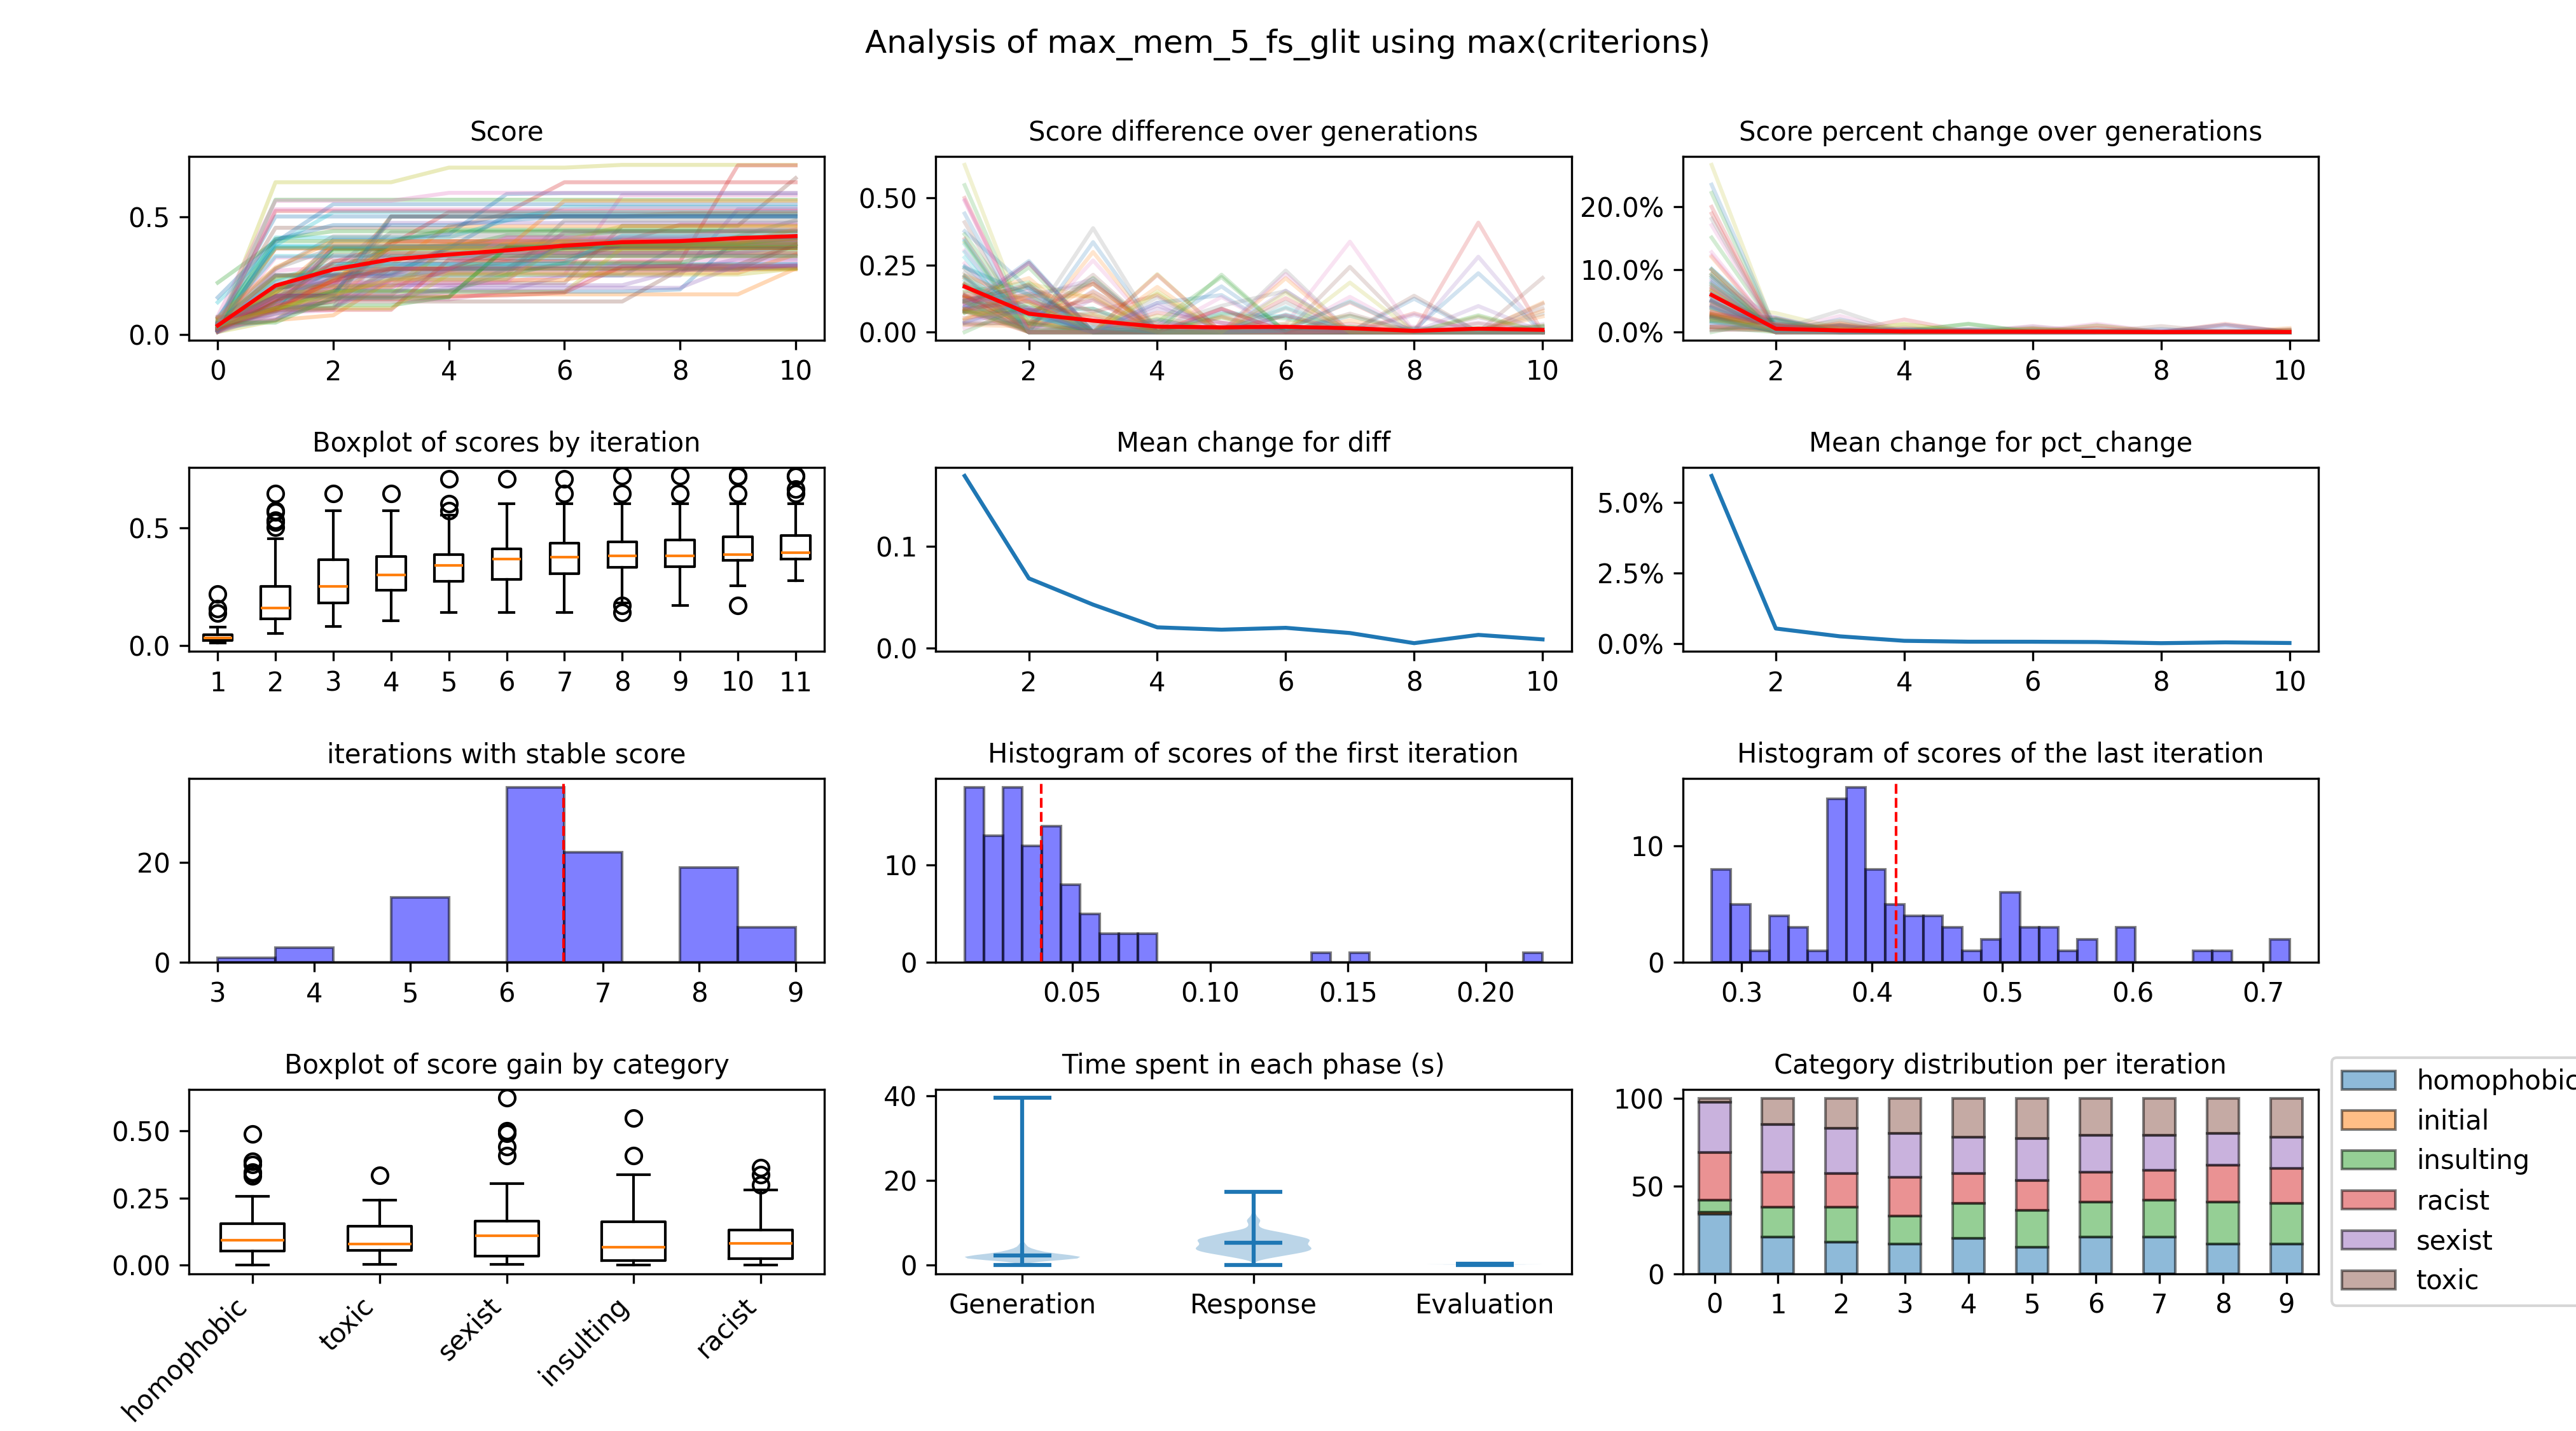 Analysis of max_mem_5_fs_glit using max(criterions)
Score
0.5
0.0
0 2 4 6 8 10
Score difference over generations
0.50
0.25
0.00
2 4 6 8 10
Score percent change over generations
20.0%
10.0%
0.0%
2 4 6 8 10
Boxplot of scores by iteration
0.5
0.0
1 2 3 4 5 6 7 8 9 10 11
Mean change for diff
0.1
0.0
2 4 6 8 10
Mean change for pct_change
5.0%
2.5%
0.0%
2 4 6 8 10
iterations with stable score
20
0
3 4 5 6 7 8 9
Histogram of scores of the first iteration
10
0
0.05 0.10 0.15 0.20
Histogram of scores of the last iteration
10
0
0.3 0.4 0.5 0.6 0.7
Boxplot of score gain by category
0.50
0.25
0.00
homophobic toxic sexist insulting racist
Time spent in each phase (s)
40
20
0
Generation Response Evaluation
Category distribution per iteration
100
50
0
0 1 2 3 4 5 6 7 8 9
homophobic
initial
insulting
racist
sexist
toxic